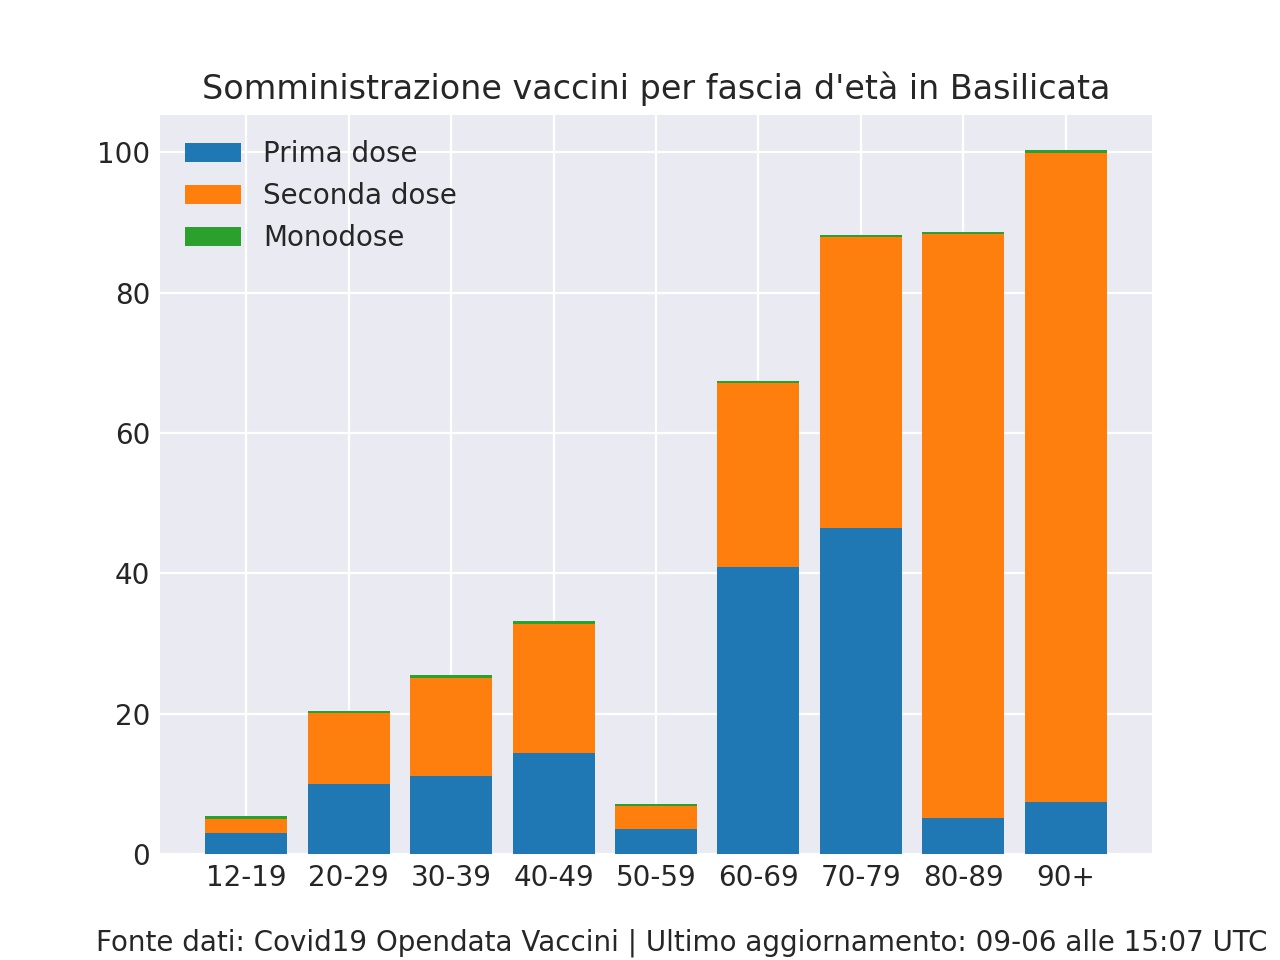 Somministrazione vaccini per fascia d'età in Basilicata
Prima dose
Seconda dose
Monodose
100
80
60
40
20
0
12-19 20-29 30-39 40-49 50-59 60-69 70-79 80-89 90+
Fonte dati: Covid19 Opendata Vaccini | Ultimo aggiornamento: 09-06 alle 15:07 UTC